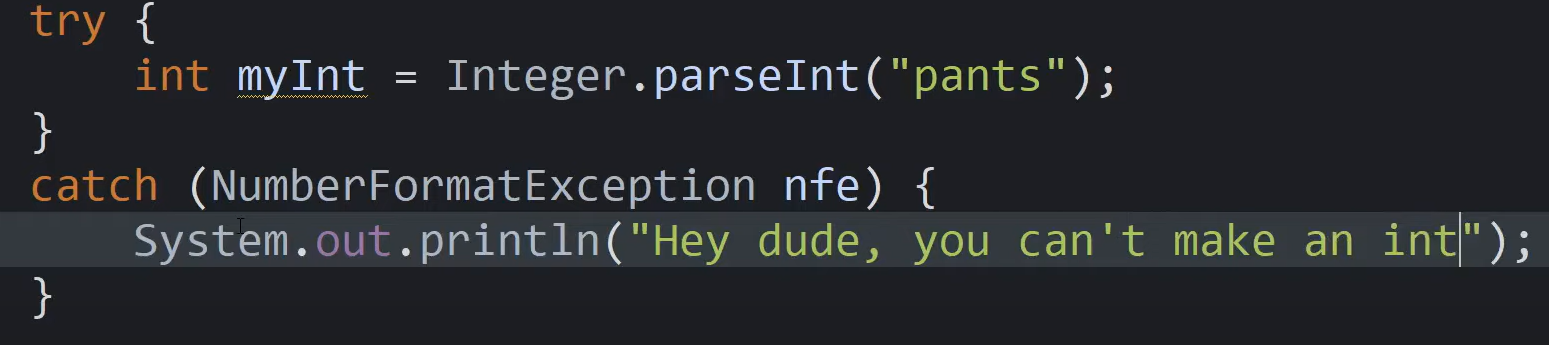 try {
    int myInt = Integer.parseInt("pants");
}
catch (NumberFormatException nfe) {
    System.out.println("Hey dude, you can't make an int");
}